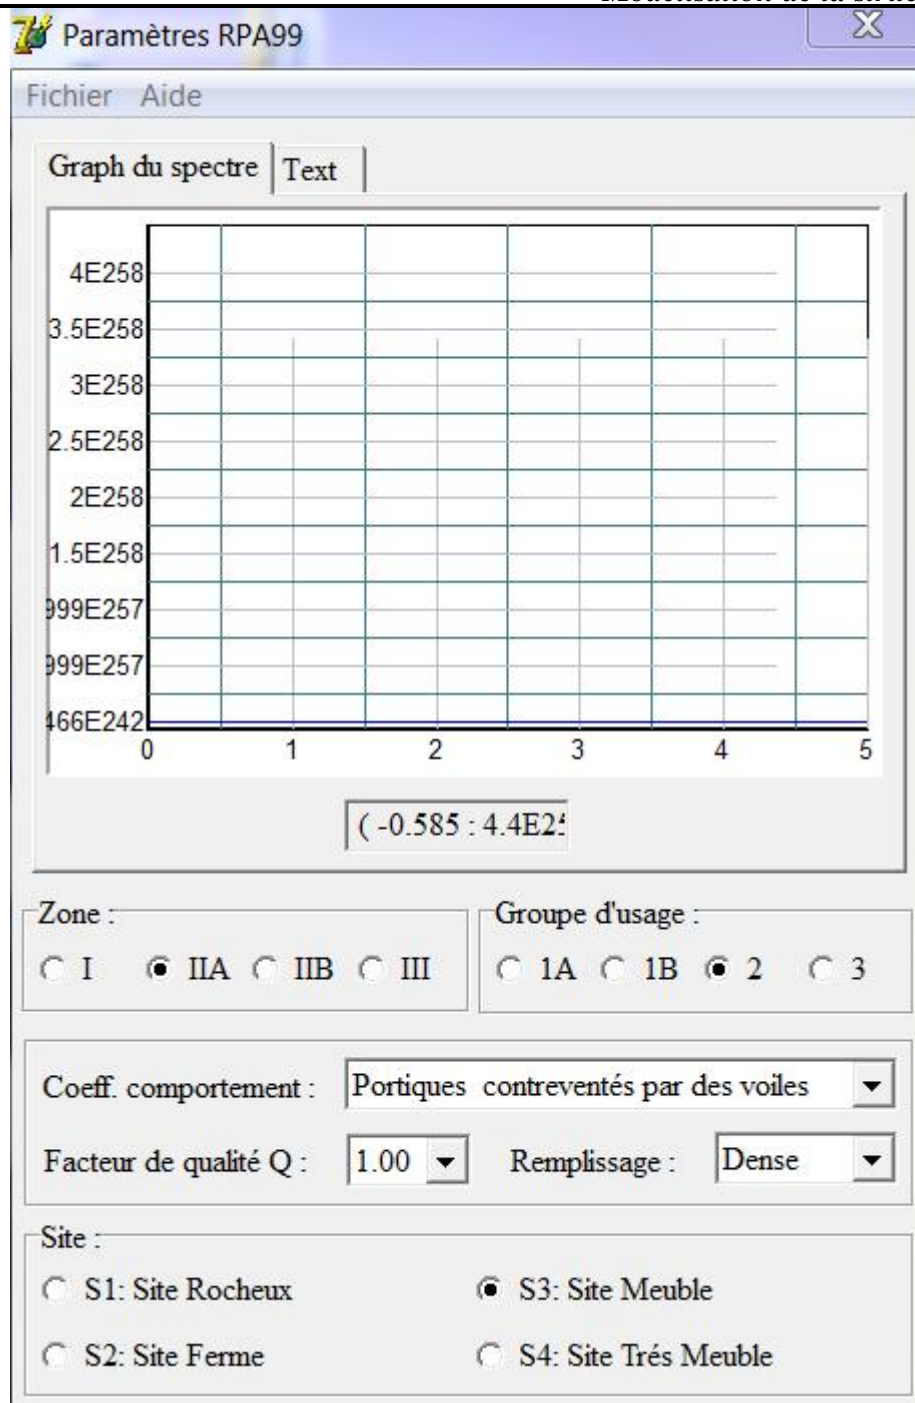 Paramètres RPA99
Fichier Aide
Graph du spectre Text
4E258
3.5E258
3E258
2.5E258
2E258
1.5E258
999E257
999E257
466E242
0 1 2 3 4 5
( -0.585 : 4.4E25
Zone : Groupe d'usage :
I IIA IIB III 1A 1B 2 3
Coeff. comportement : Portiques contreventés par des voiles
Facteur de qualité Q : 1.00 Remplissage : Dense
Site :
S1: Site Rocheux S3: Site Meuble
S2: Site Ferme S4: Site Trés Meuble